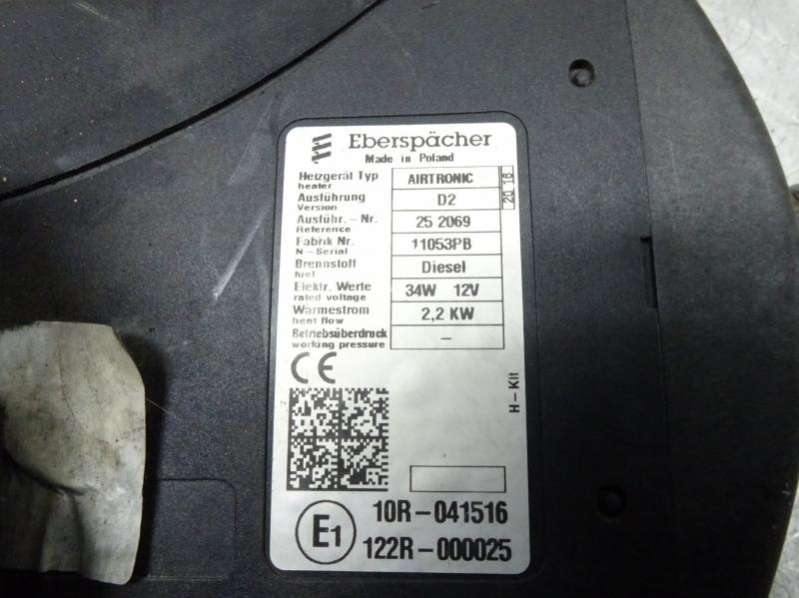 Eberspächer
Made in Poland
Heizgerät Typ AIRTRONIC
heater
Ausführung D2
Version
Ausführ. – Nr. 25 2069
Reference
Fabrik Nr. 11053PB
N – Serial
Brennstoff Diesel
fuel
Elektr. Werte 34W 12V
rated voltage
Wärmestrom 2,2 KW
heat flow
Betriebsüberdruck –
working pressure
20 16
CE
H – Kit
E1
10R – 041516
122R – 000025